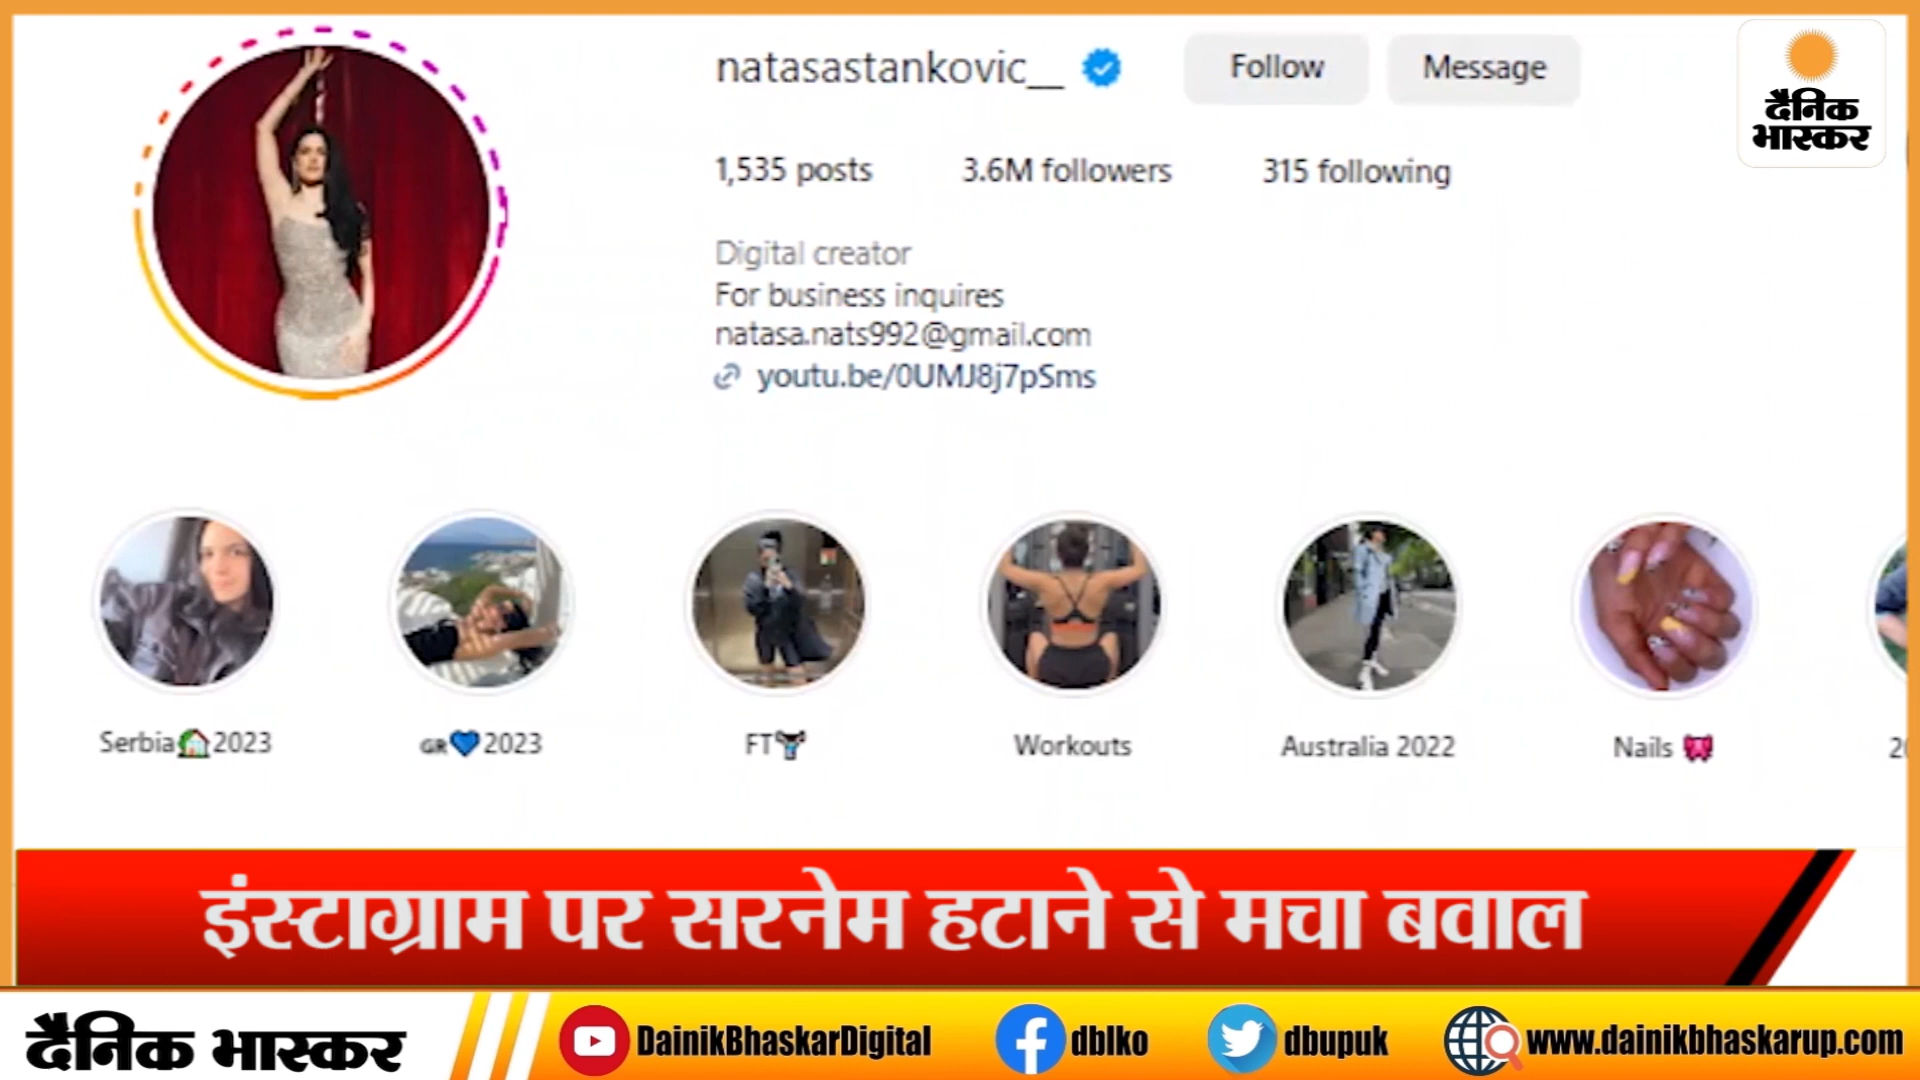 natasastankovic__
Follow
Message
दैनिक
भास्कर
1,535 posts
3.6M followers
315 following
Digital creator
For business inquires
natasa.nats992@gmail.com
youtu.be/0UMJ8j7pSms
Serbia🏡2023
GR💙2023
FT🏋
Workouts
Australia 2022
Nails 🎀
इंस्टाग्राम पर सरनेम हटाने से मचा बवाल
दैनिक भास्कर
DainikBhaskarDigital
dblko
dbupuk
www.dainikbhaskarup.com